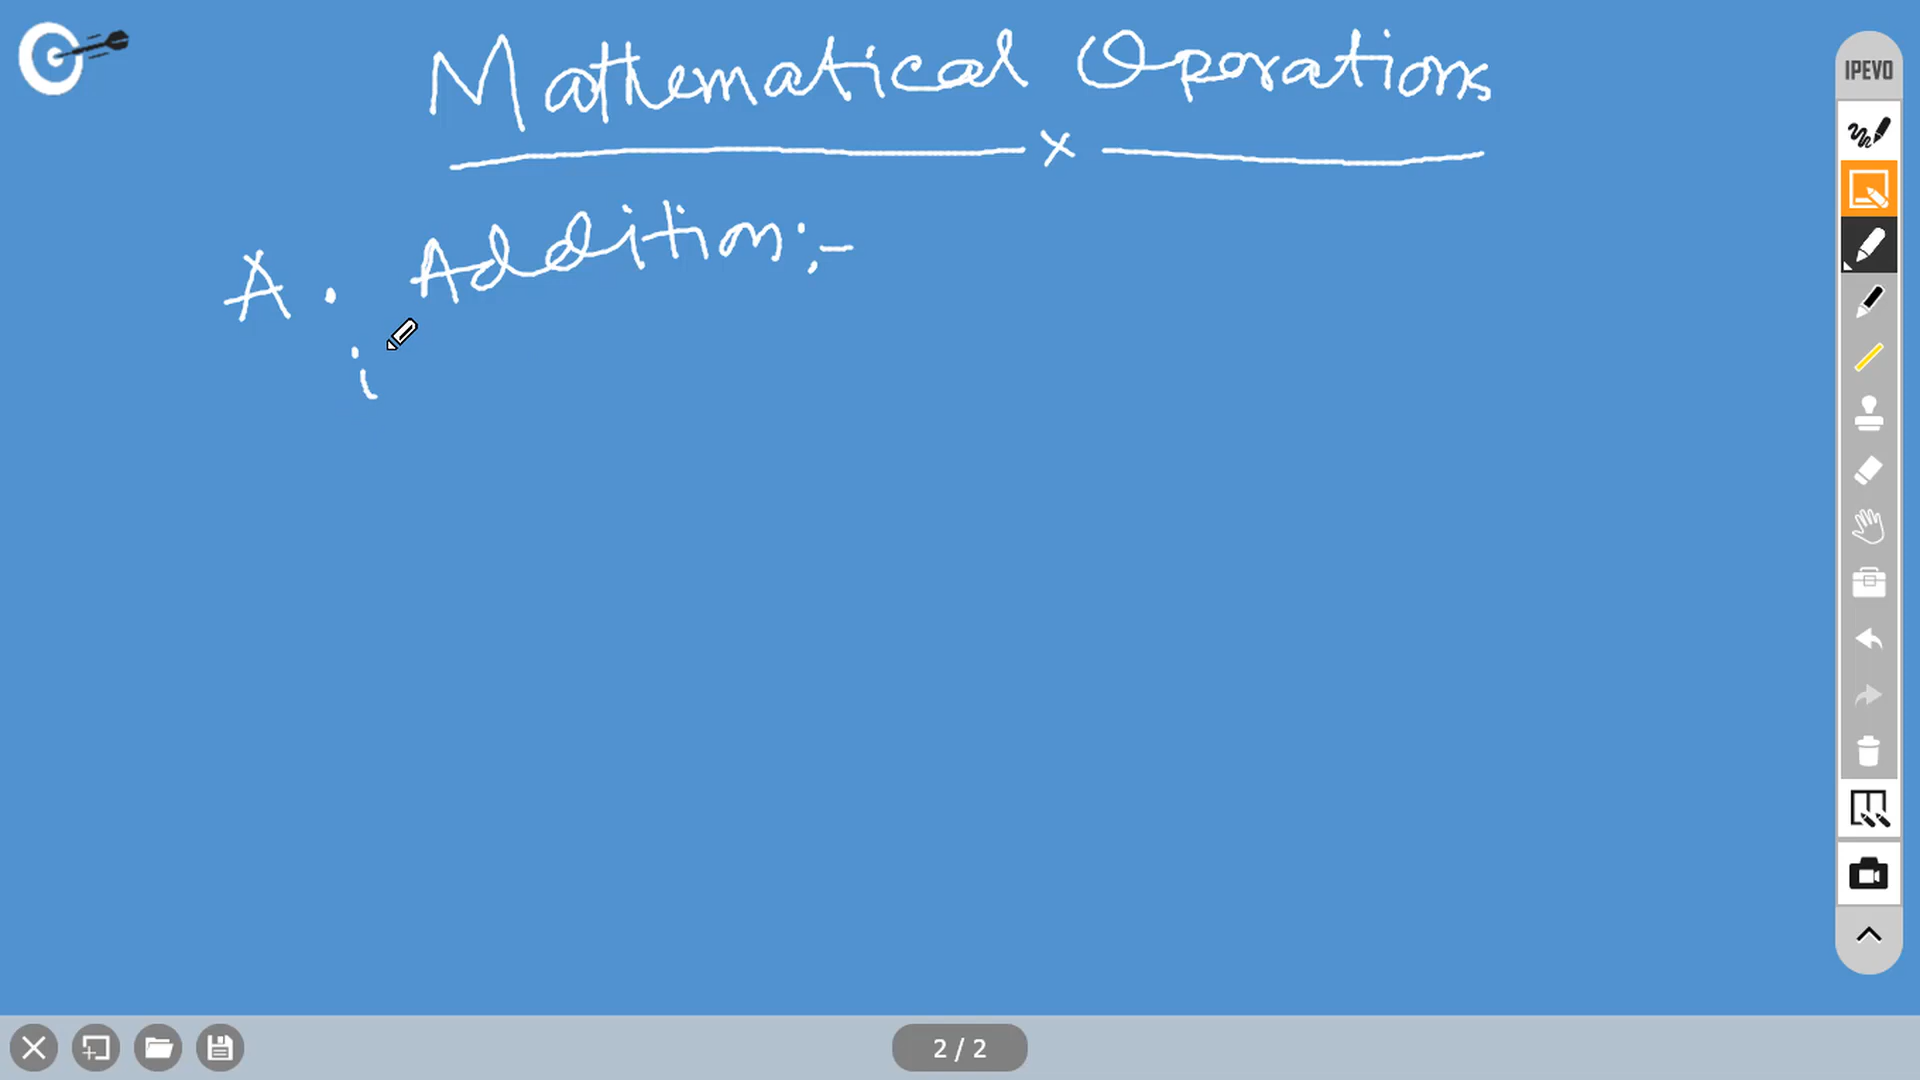 Mathematical Operations
x
A. Addition:-
i
IPEVO
2 / 2